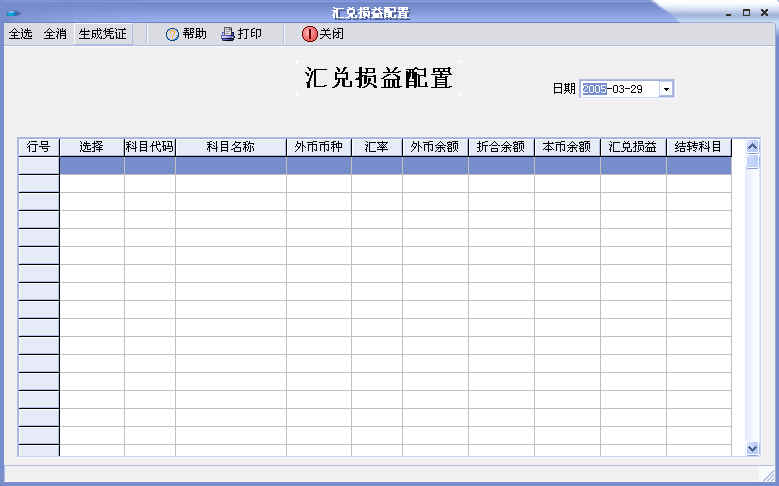 汇兑损益配置
全选 全消 生成凭证 帮助 打印 关闭
汇兑损益配置
日期 2005-03-29
行号 选择 科目代码 科目名称 外币币种 汇率 外币余额 折合余额 本币余额 汇兑损益 结转科目